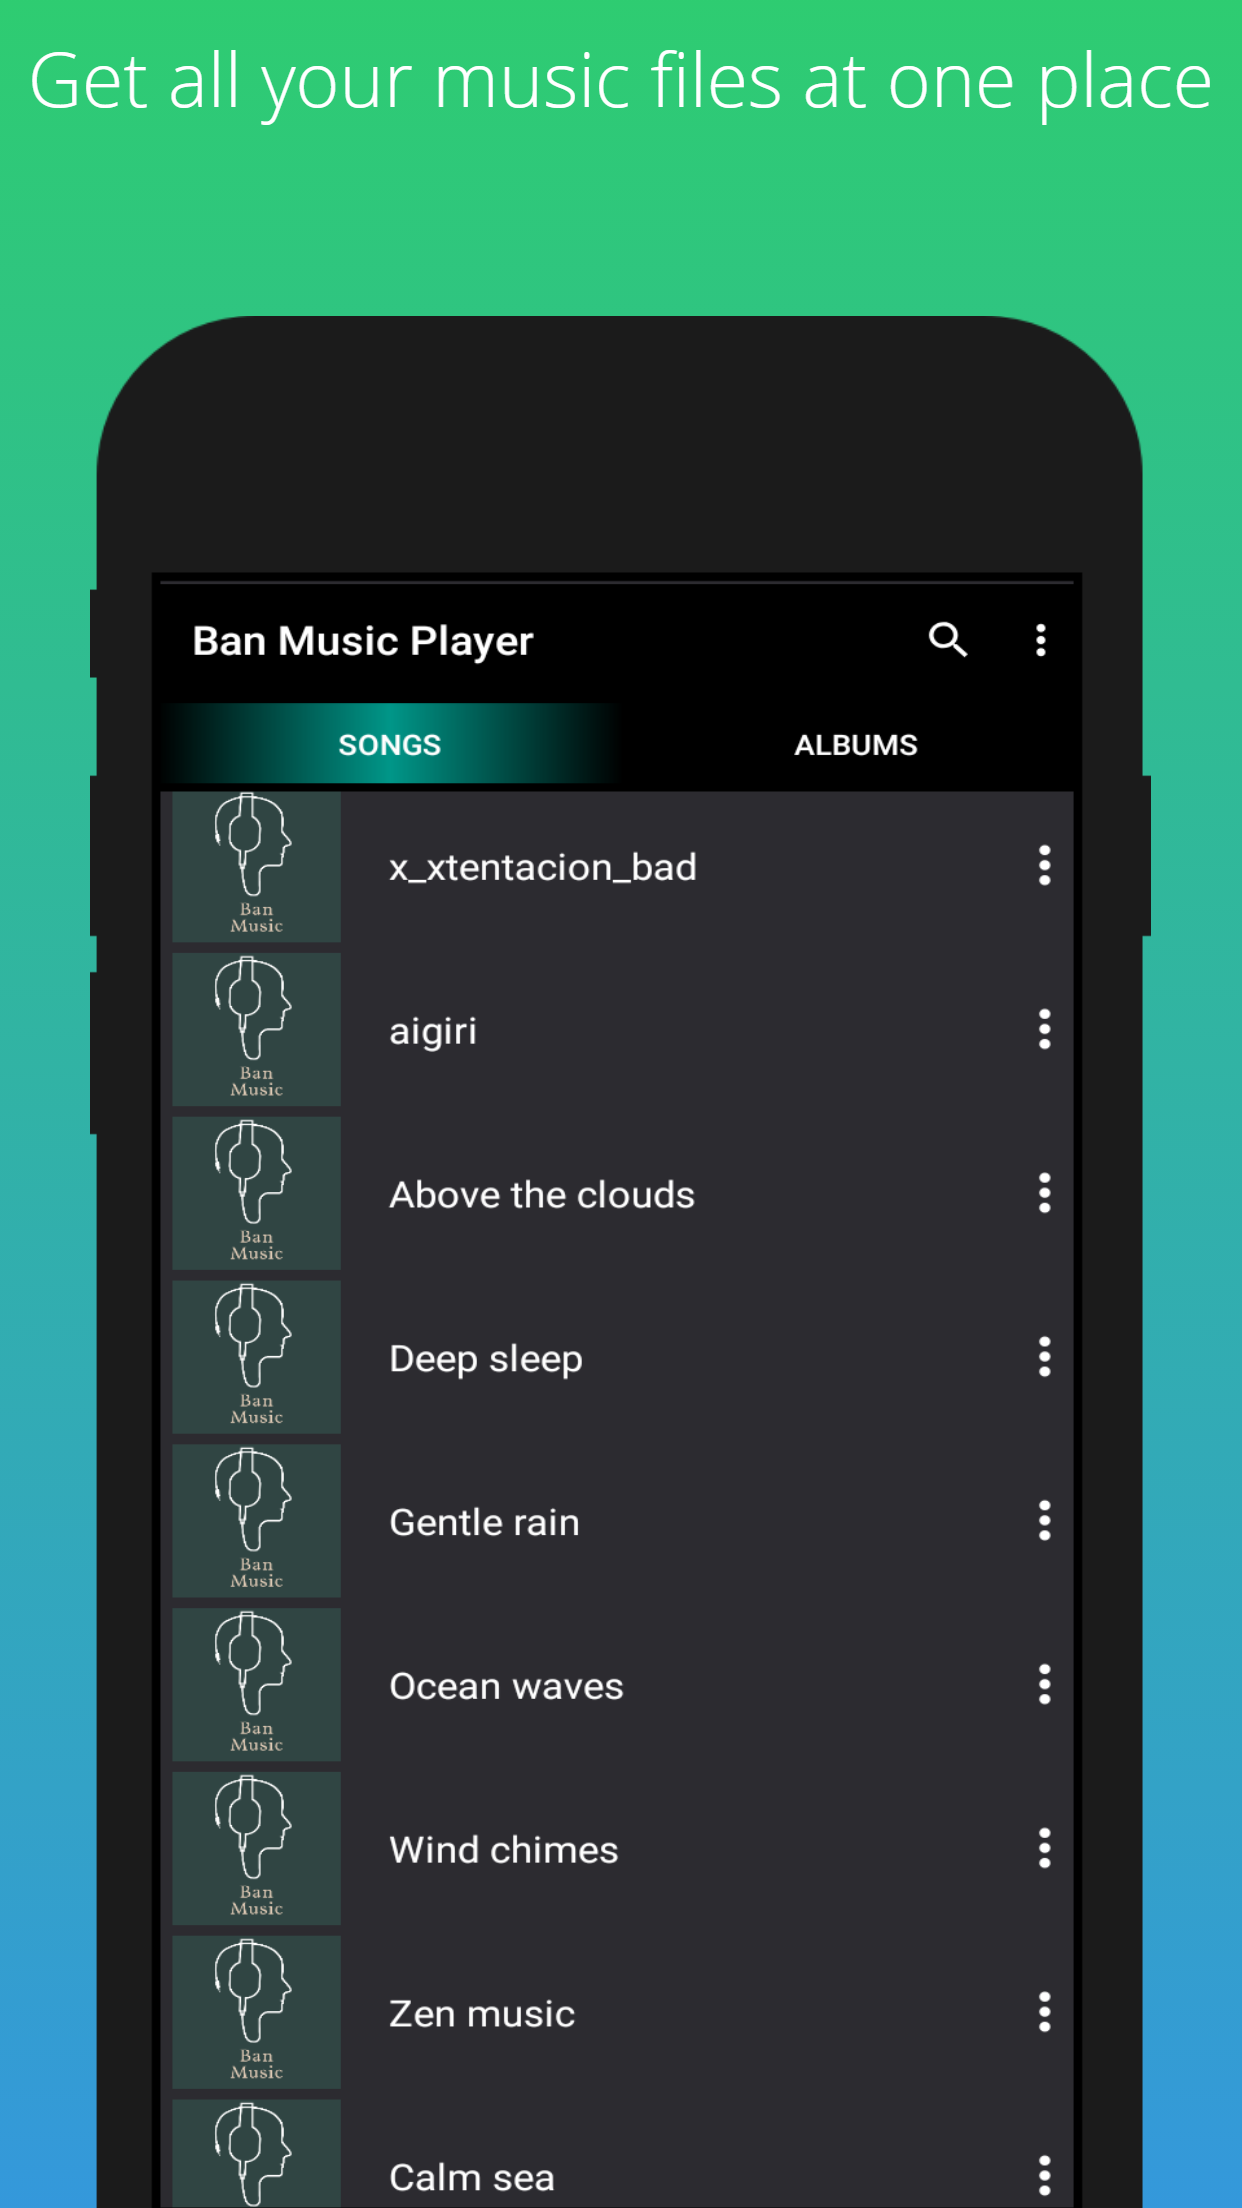 Get all your music files at one place
Ban Music Player
SONGS
ALBUMS
Ban
Music
x_xtentacion_bad
Ban
Music
aigiri
Ban
Music
Above the clouds
Ban
Music
Deep sleep
Ban
Music
Gentle rain
Ban
Music
Ocean waves
Ban
Music
Wind chimes
Ban
Music
Zen music
Calm sea